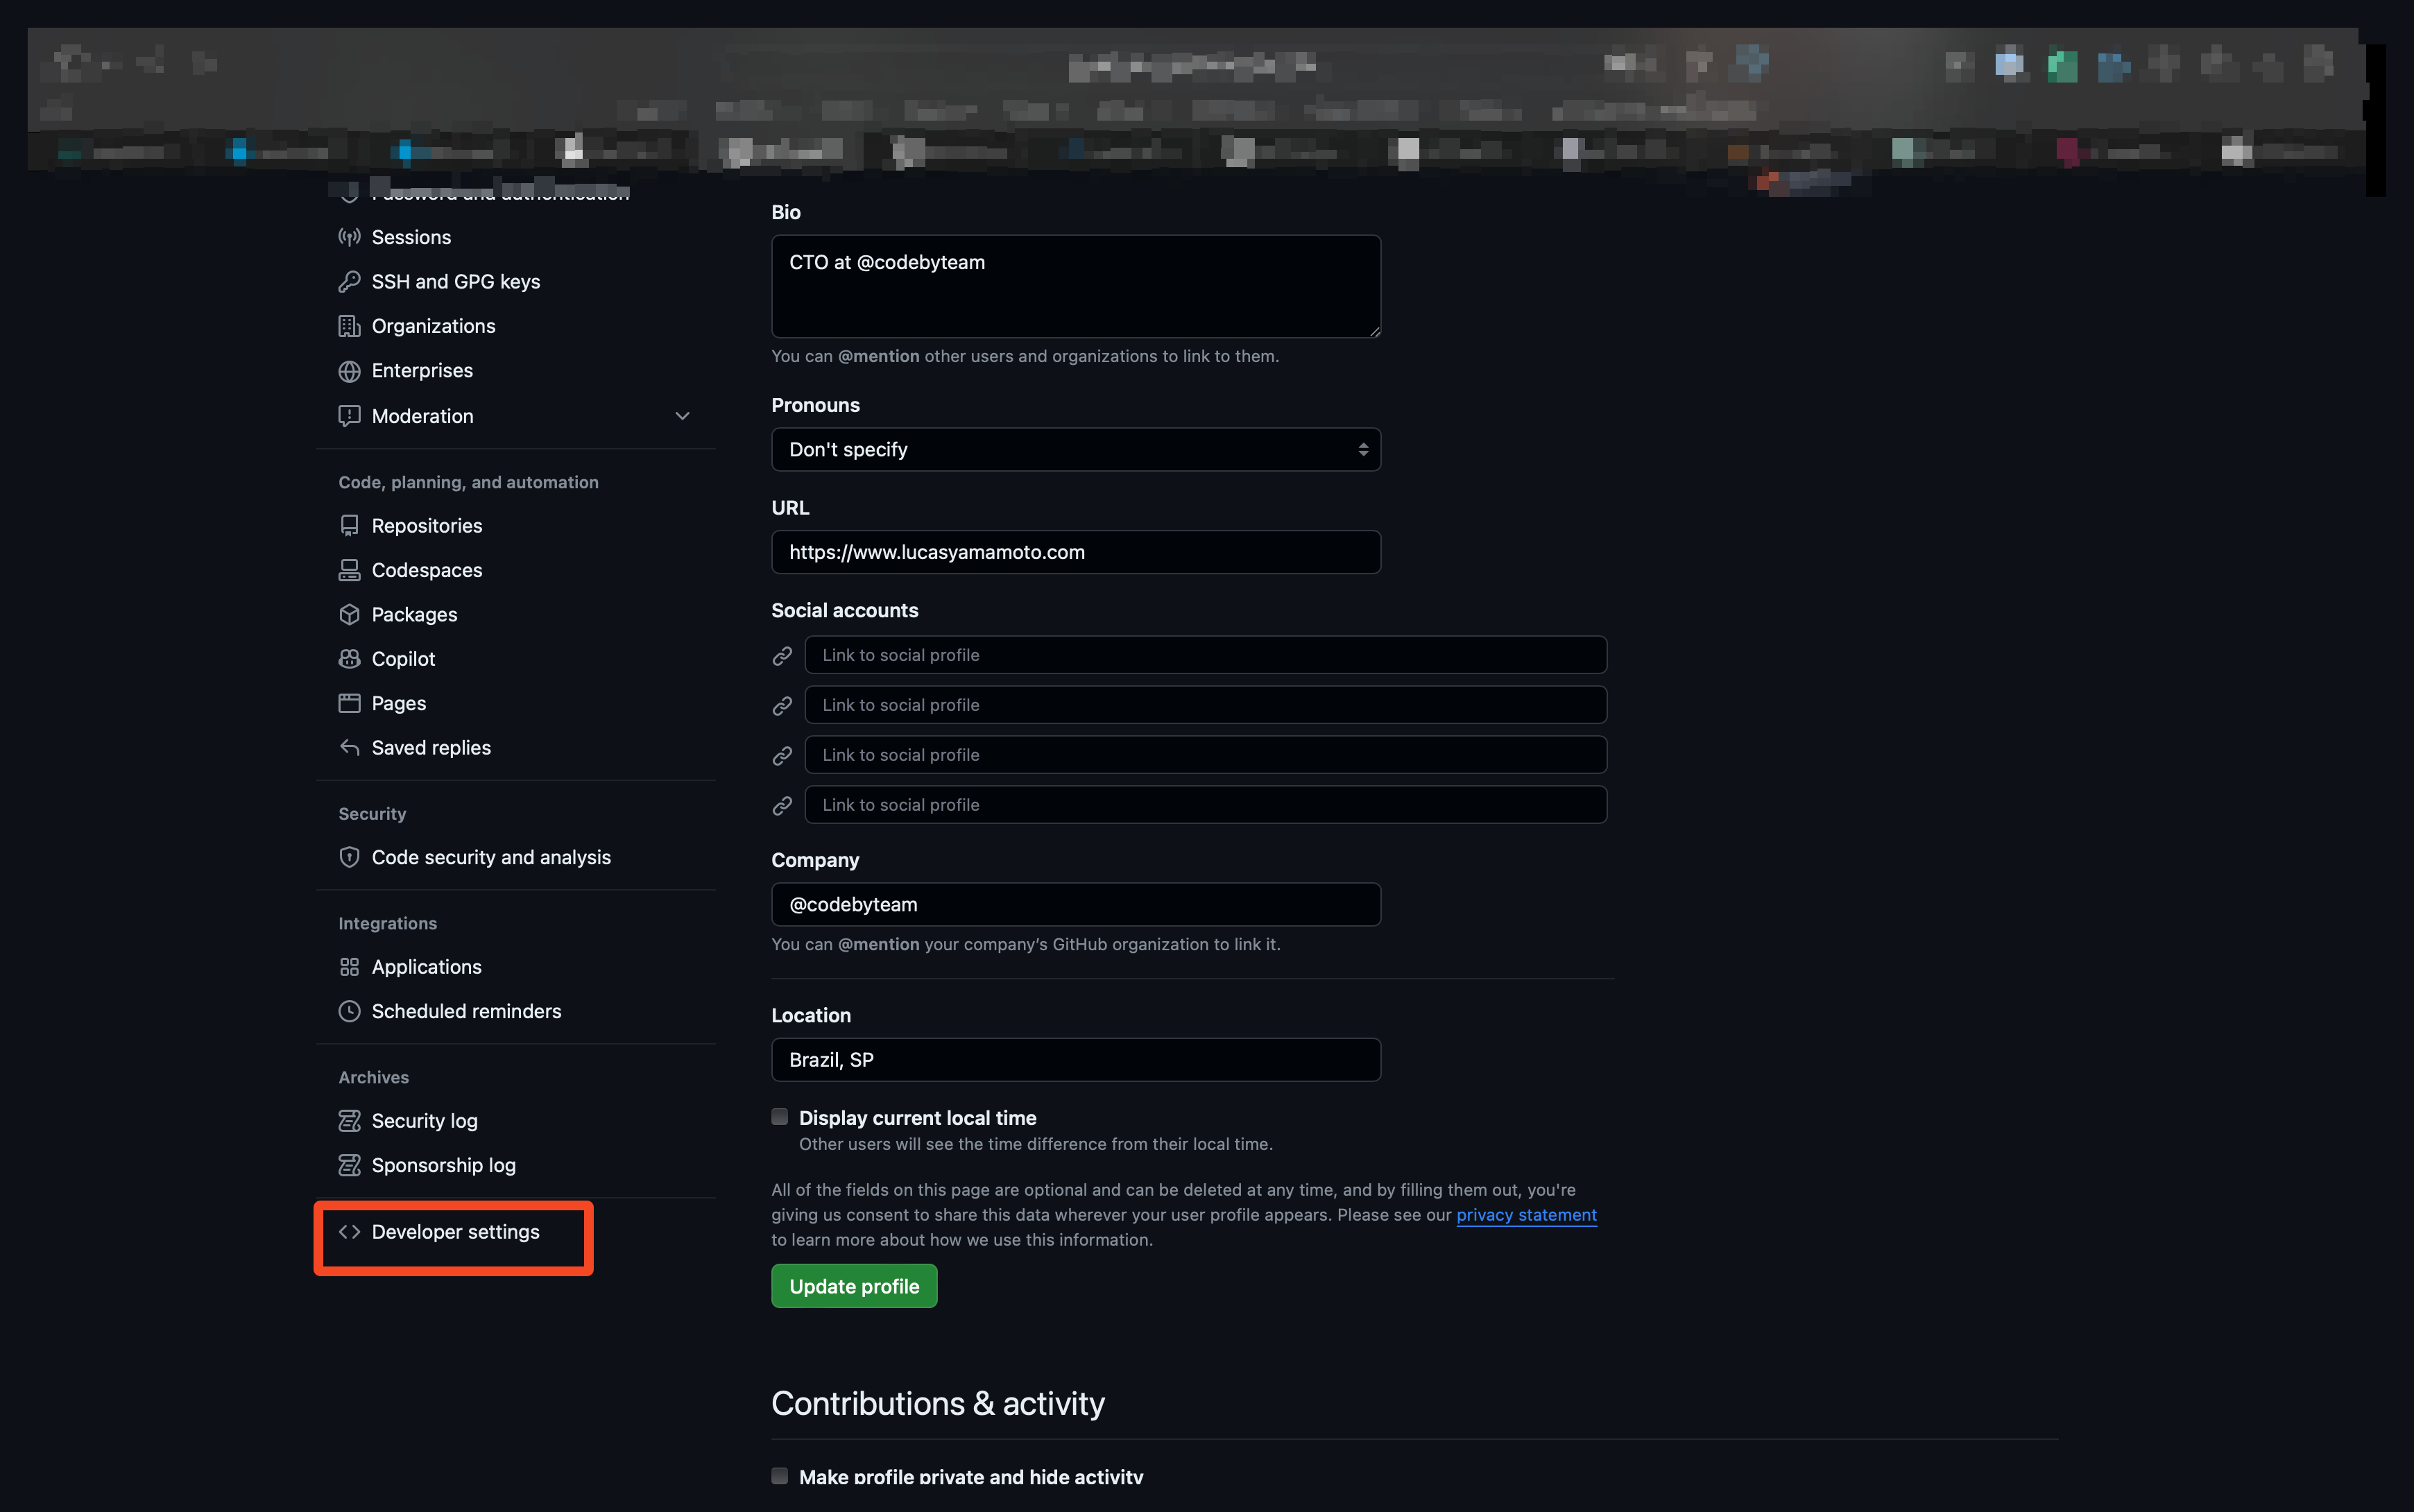 Password and authentication
Sessions
SSH and GPG keys
Organizations
Enterprises
Moderation
Code, planning, and automation
Repositories
Codespaces
Packages
Copilot
Pages
Saved replies
Security
Code security and analysis
Integrations
Applications
Scheduled reminders
Archives
Security log
Sponsorship log
Developer settings
Bio
CTO at @codebyteam
You can @mention other users and organizations to link to them.
Pronouns
Don't specify
URL
https://www.lucasyamamoto.com
Social accounts
Link to social profile
Link to social profile
Link to social profile
Link to social profile
Company
@codebyteam
You can @mention your company’s GitHub organization to link it.
Location
Brazil, SP
Display current local time
Other users will see the time difference from their local time.
All of the fields on this page are optional and can be deleted at any time, and by filling them out, you're
giving us consent to share this data wherever your user profile appears. Please see our privacy statement
to learn more about how we use this information.
Update profile
Contributions & activity
Make profile private and hide activity